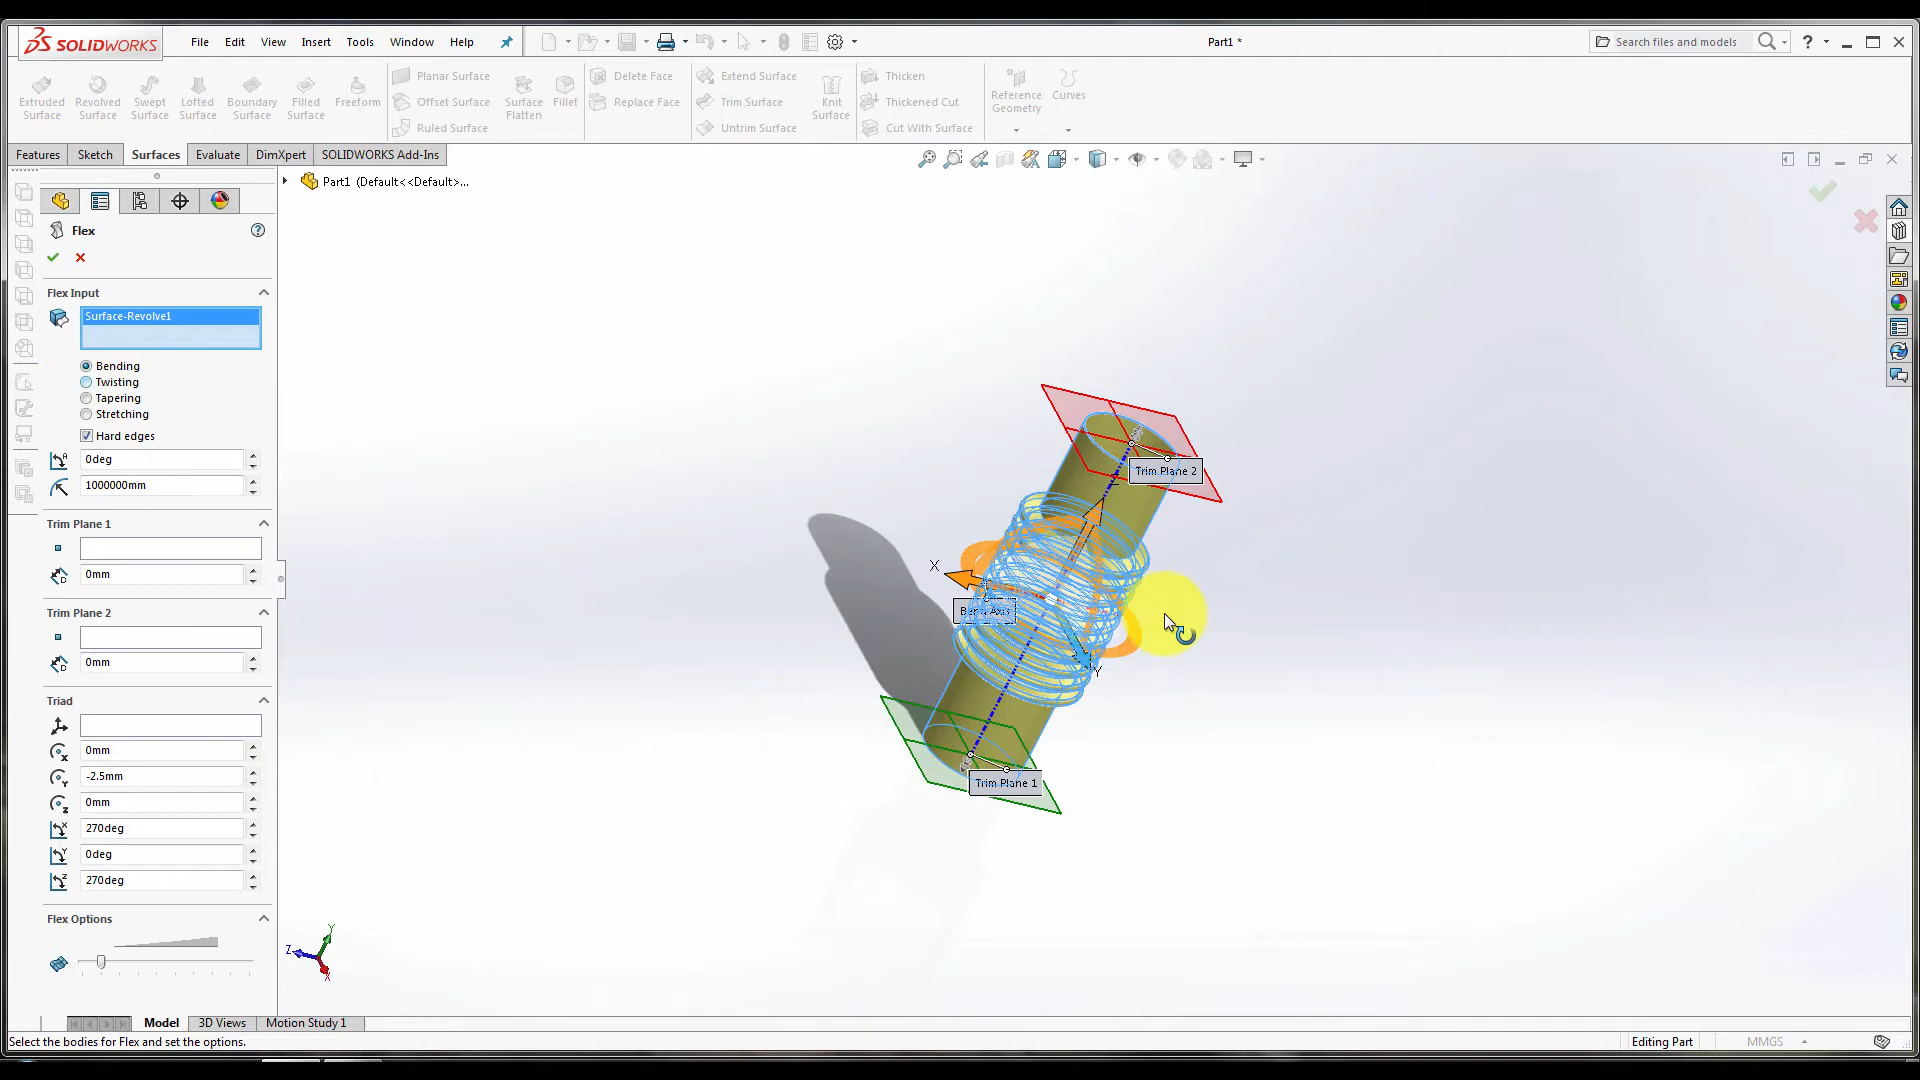 SOLIDWORKS
File Edit View Insert Tools Window Help
Part1 *
Search files and models
Extruded Surface
Revolved Surface
Swept Surface
Lofted Surface
Boundary Surface
Filled Surface
Freeform
Planar Surface
Offset Surface
Ruled Surface
Surface Flatten
Fillet
Delete Face
Replace Face
Extend Surface
Trim Surface
Untrim Surface
Knit Surface
Thicken
Thickened Cut
Cut With Surface
Reference Geometry
Curves
Features Sketch Surfaces Evaluate DimXpert SOLIDWORKS Add-Ins
Part1 (Default<<Default>...
Flex
Flex Input
Surface-Revolve1
Bending
Twisting
Tapering
Stretching
Hard edges
0deg
1000000mm
Trim Plane 1
0mm
Trim Plane 2
0mm
Triad
0mm
-2.5mm
0mm
270deg
0deg
270deg
Flex Options
Trim Plane 2
X
Bend Axis
Y
Trim Plane 1
Y
Z
X
Model 3D Views Motion Study 1
Select the bodies for Flex and set the options.
Editing Part
MMGS